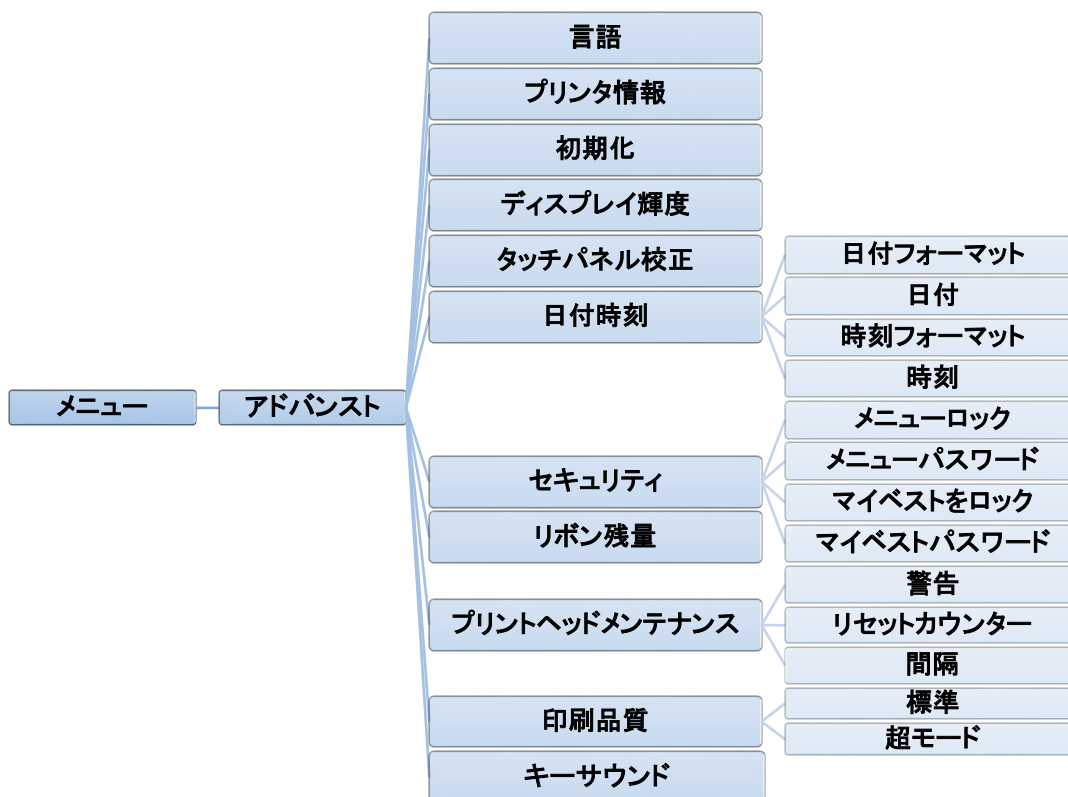 メニュー
アドバンスト
言語
プリンタ情報
初期化
ディスプレイ輝度
タッチパネル校正
日付時刻
日付フォーマット
日付
時刻フォーマット
時刻
セキュリティ
メニューロック
メニューパスワード
マイベストをロック
マイベストパスワード
リボン残量
プリントヘッドメンテナンス
警告
リセットカウンター
間隔
印刷品質
標準
超モード
キーサウンド